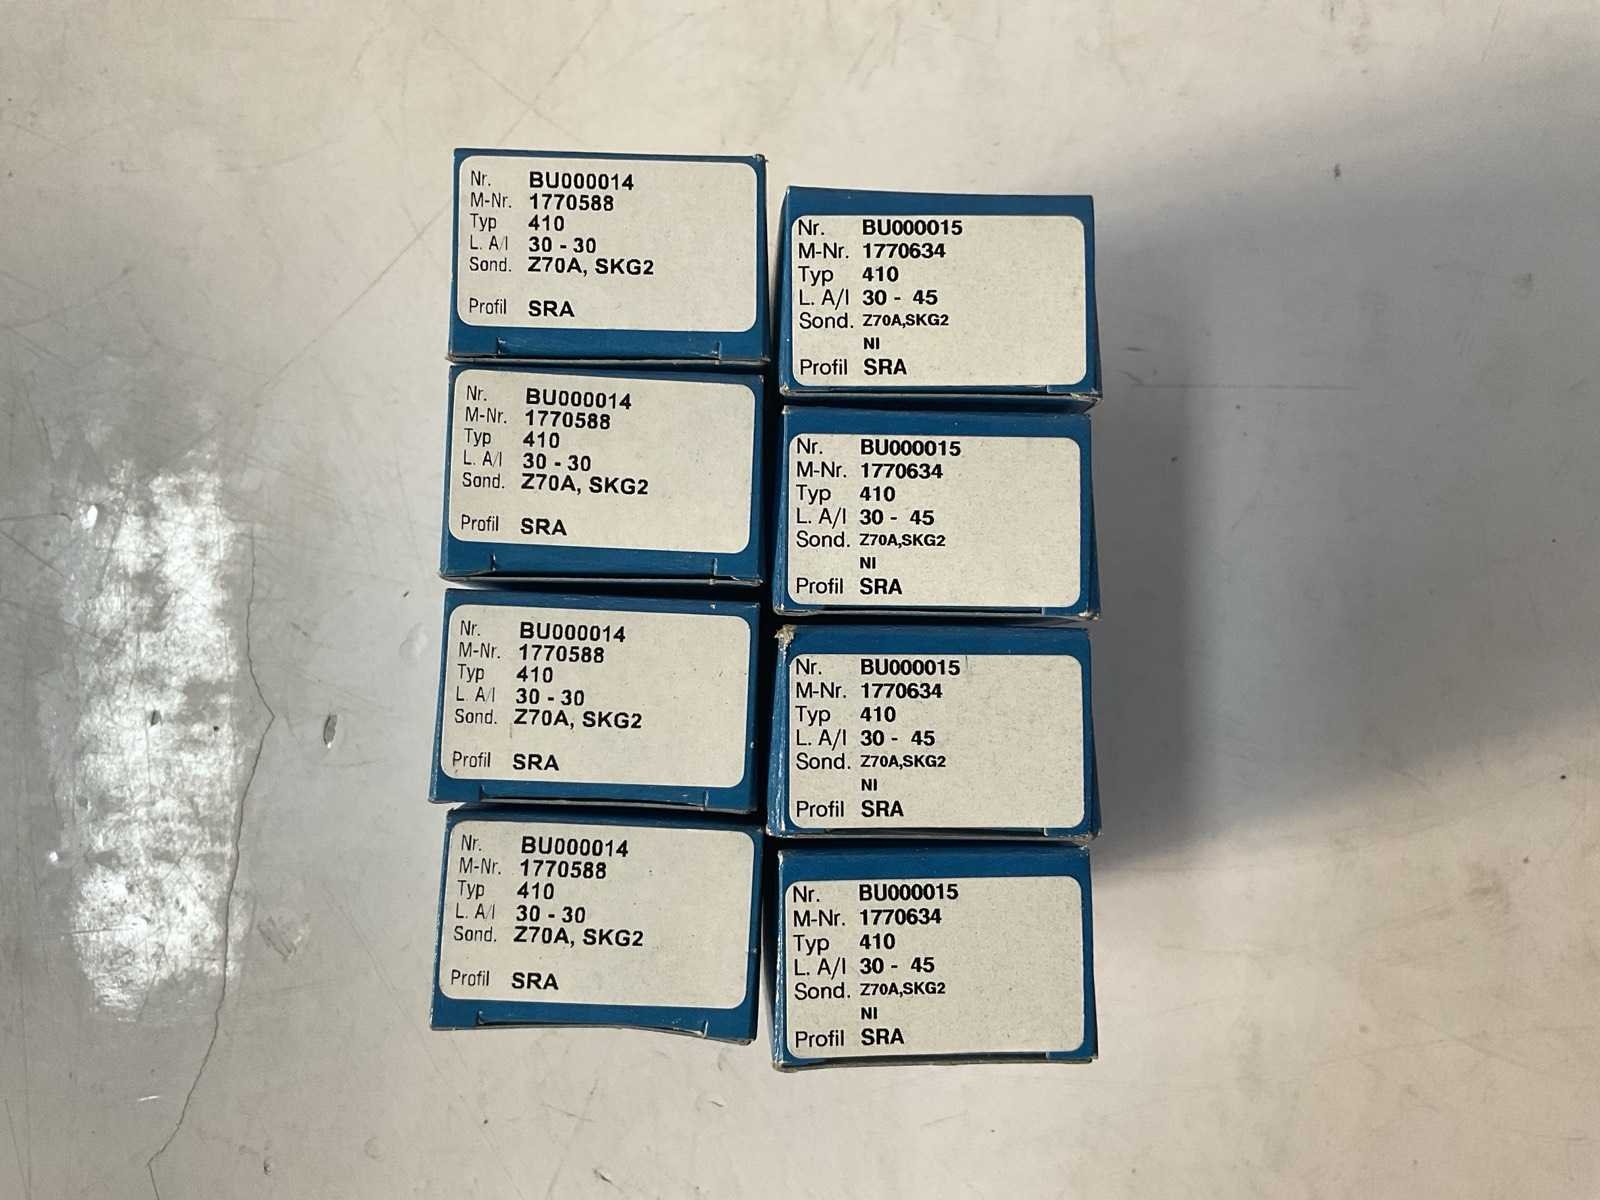 Nr. BU000014
M-Nr. 1770588
Typ 410
L. A/I 30 - 30
Sond. Z70A, SKG2
Profil SRA
Nr. BU000014
M-Nr. 1770588
Typ 410
L. A/I 30 - 30
Sond. Z70A, SKG2
Profil SRA
Nr. BU000014
M-Nr. 1770588
Typ 410
L. A/I 30 - 30
Sond. Z70A, SKG2
Profil SRA
Nr. BU000014
M-Nr. 1770588
Typ 410
L. A/I 30 - 30
Sond. Z70A, SKG2
Profil SRA
Nr. BU000015
M-Nr. 1770634
Typ 410
L. A/I 30 - 45
Sond. Z70A,SKG2
NI
Profil SRA
Nr. BU000015
M-Nr. 1770634
Typ 410
L. A/I 30 - 45
Sond. Z70A,SKG2
NI
Profil SRA
Nr. BU000015
M-Nr. 1770634
Typ 410
L. A/I 30 - 45
Sond. Z70A,SKG2
NI
Profil SRA
Nr. BU000015
M-Nr. 1770634
Typ 410
L. A/I 30 - 45
Sond. Z70A,SKG2
NI
Profil SRA